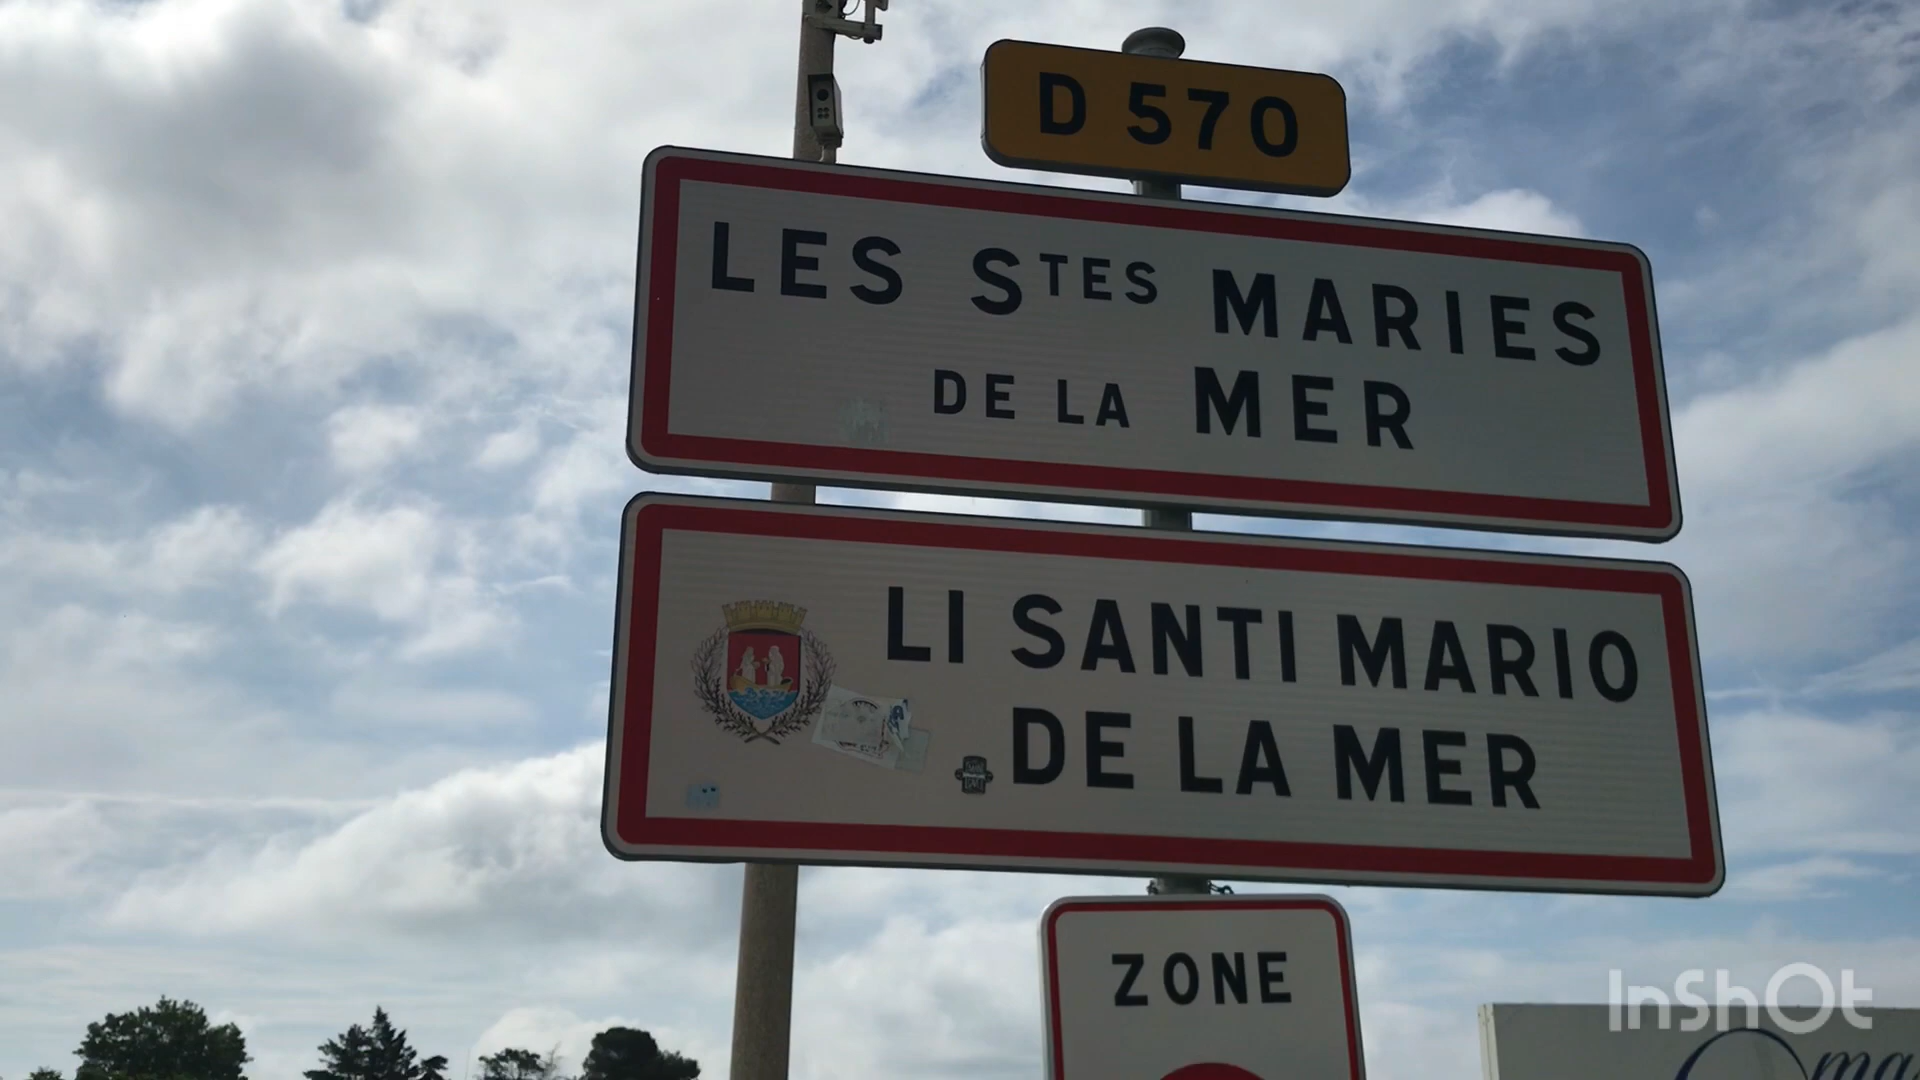 D 570
LES STES MARIES
DE LA MER
LI SANTI MARIO
DE LA MER
ZONE
InShOt